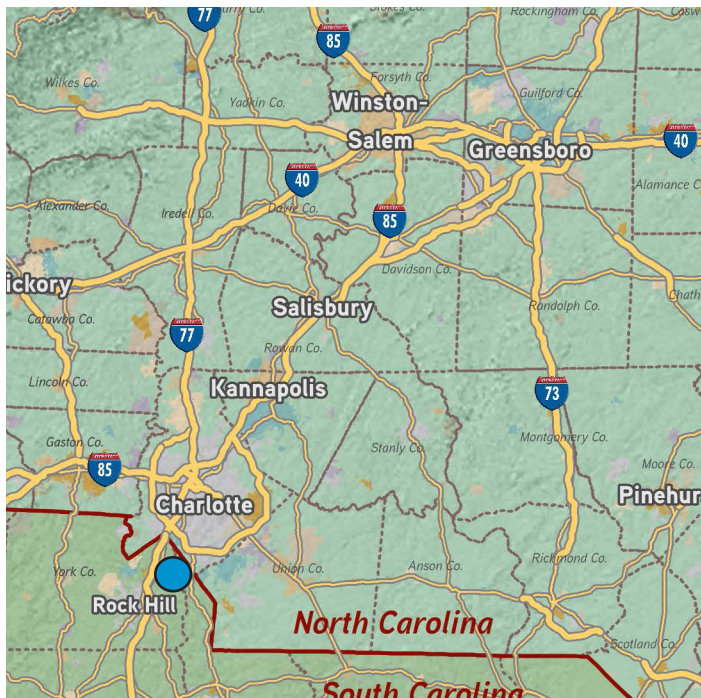 77
85
Rockingham Co.
Wilkes Co.
Forsyth Co.
Guilford Co.
Yadkin Co.
Winston-
Salem
Greensboro
40
40
Alamance C
Alexander Co.
Iredell Co.
Davie Co.
85
Davidson Co.
ickory
Chath
Salisbury
Randolph Co.
Catawba Co.
77
Rowan Co.
Lincoln Co.
Kannapolis
73
Gaston Co.
Stanly Co.
Montgomery Co.
85
Moore Co.
Charlotte
Pinehur
York Co.
Union Co.
Anson Co.
Richmond Co.
Rock Hill
North Carolina
Scotland Co.
South Carolina